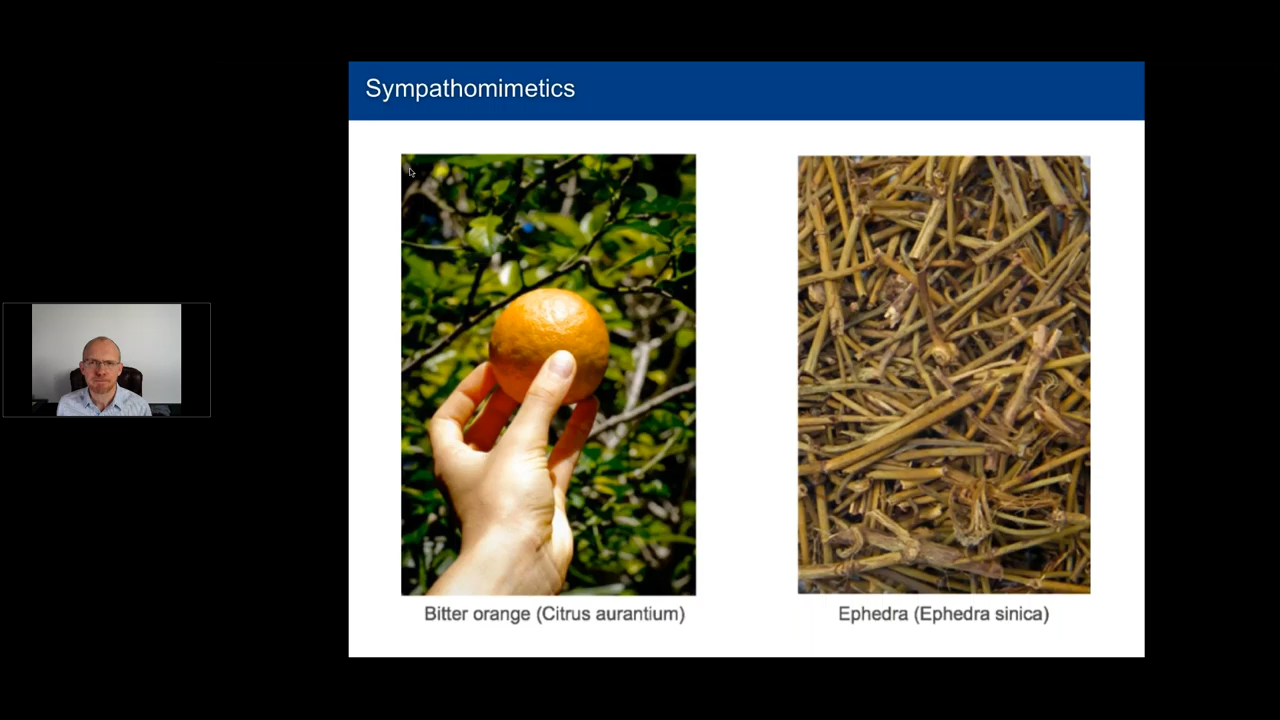 Sympathomimetics
Bitter orange (Citrus aurantium)
Ephedra (Ephedra sinica)